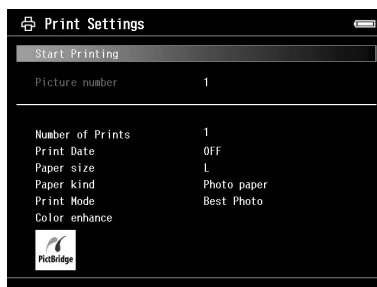 Print Settings
Start Printing
Picture number 1
Number of Prints 1
Print Date OFF
Paper size L
Paper kind Photo paper
Print Mode Best Photo
Color enhance
PictBridge